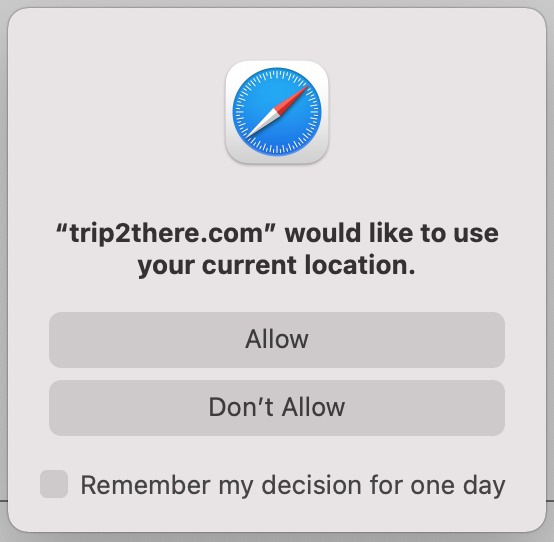 “trip2there.com” would like to use
your current location.
Allow
Don’t Allow
Remember my decision for one day